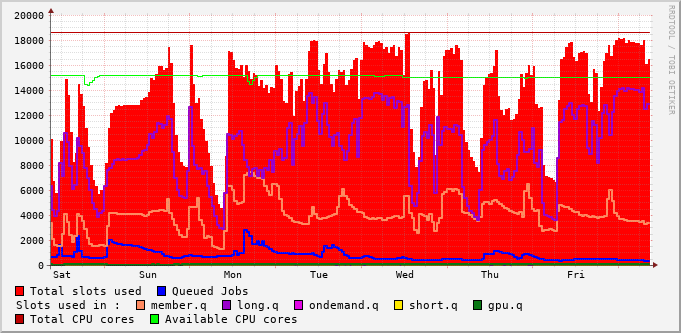 20000
18000
16000
14000
12000
10000
8000
6000
4000
2000
0
Sat Sun Mon Tue Wed Thu Fri
Total slots used Queued Jobs
Slots used in : member.q long.q ondemand.q short.q gpu.q
Total CPU cores Available CPU cores
RRDTOOL / TOBI OETIKER